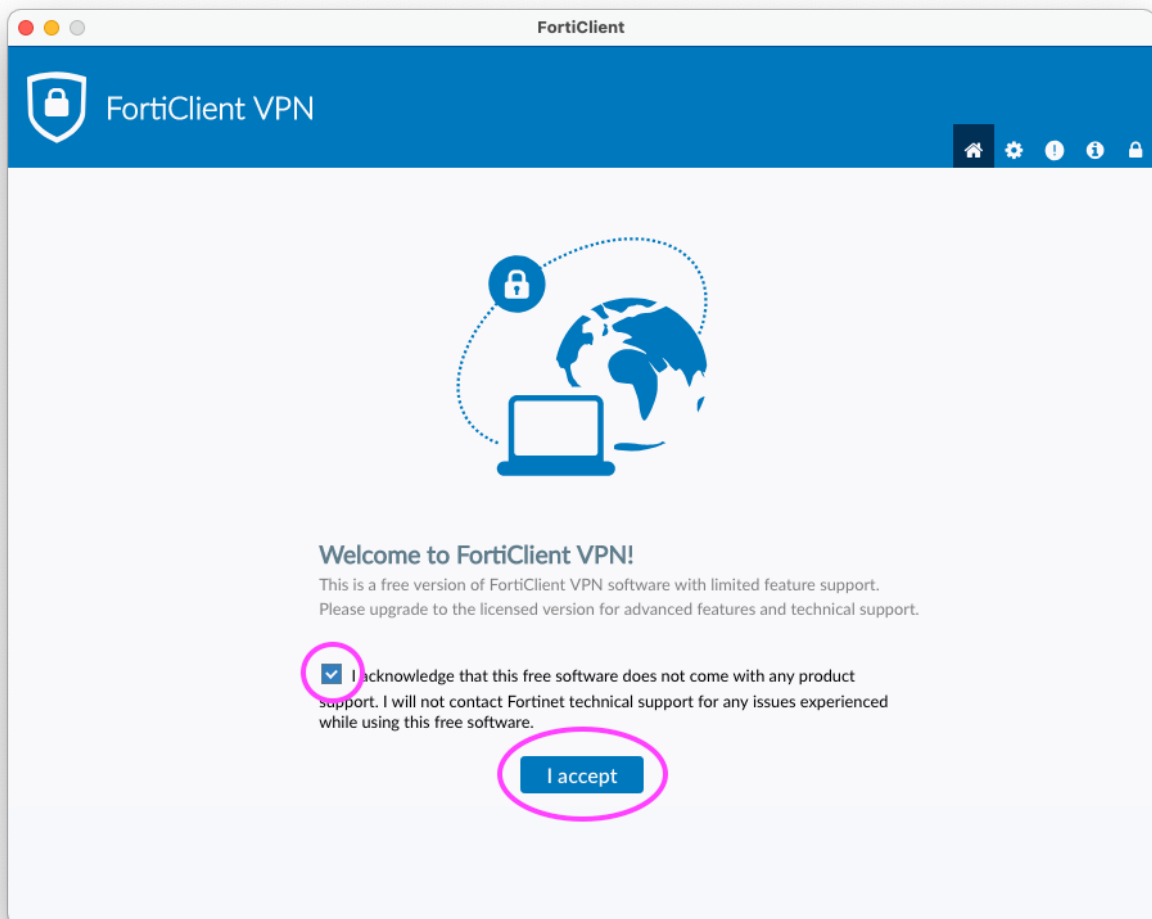 FortiClient
FortiClient VPN
Welcome to FortiClient VPN!
This is a free version of FortiClient VPN software with limited feature support.
Please upgrade to the licensed version for advanced features and technical support.
I acknowledge that this free software does not come with any product
support. I will not contact Fortinet technical support for any issues experienced
while using this free software.
I accept